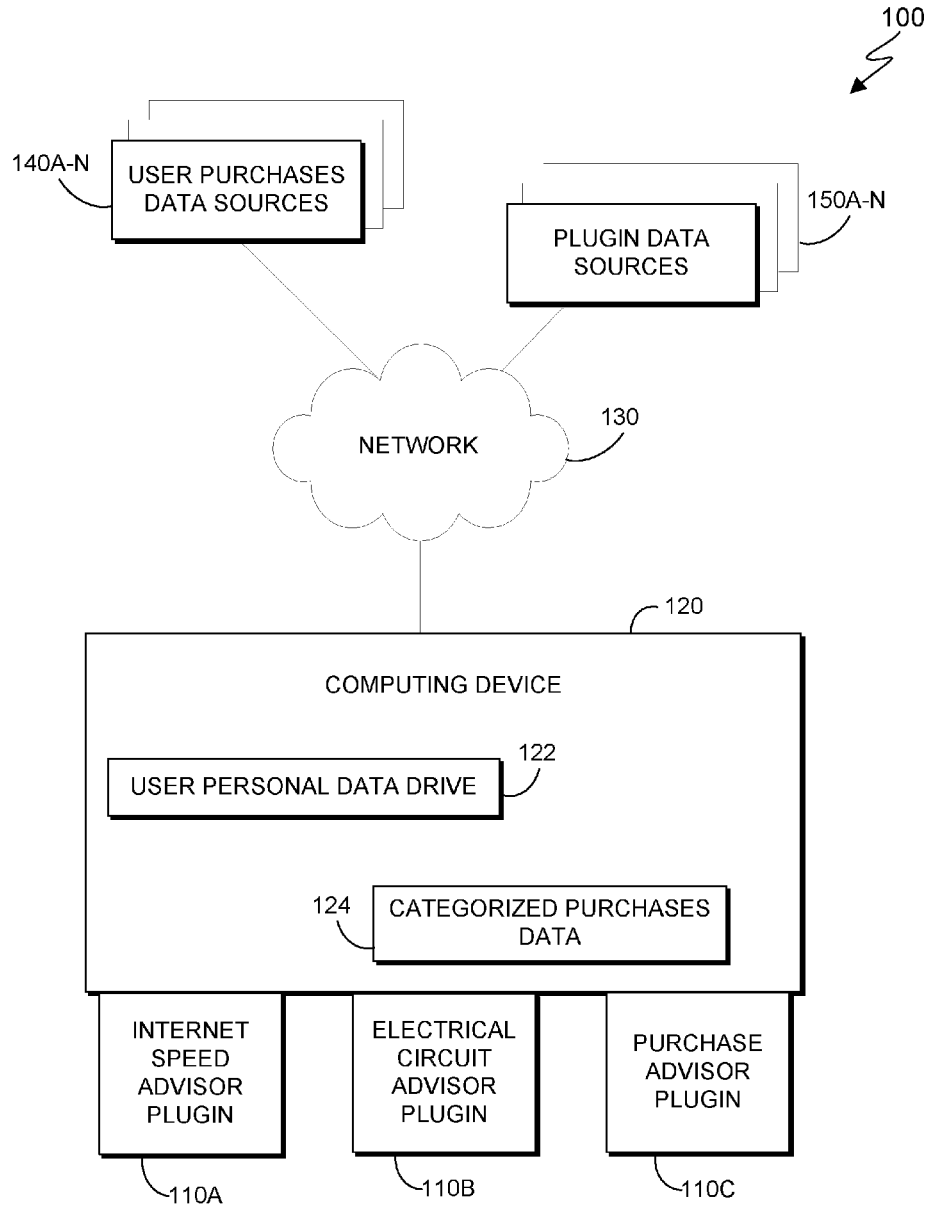 100
140A-N
USER PURCHASES
DATA SOURCES
150A-N
PLUGIN DATA
SOURCES
NETWORK
130
120
COMPUTING DEVICE
USER PERSONAL DATA DRIVE
122
124
CATEGORIZED PURCHASES
DATA
INTERNET
SPEED
ADVISOR
PLUGIN
ELECTRICAL
CIRCUIT
ADVISOR
PLUGIN
PURCHASE
ADVISOR
PLUGIN
110A
110B
110C